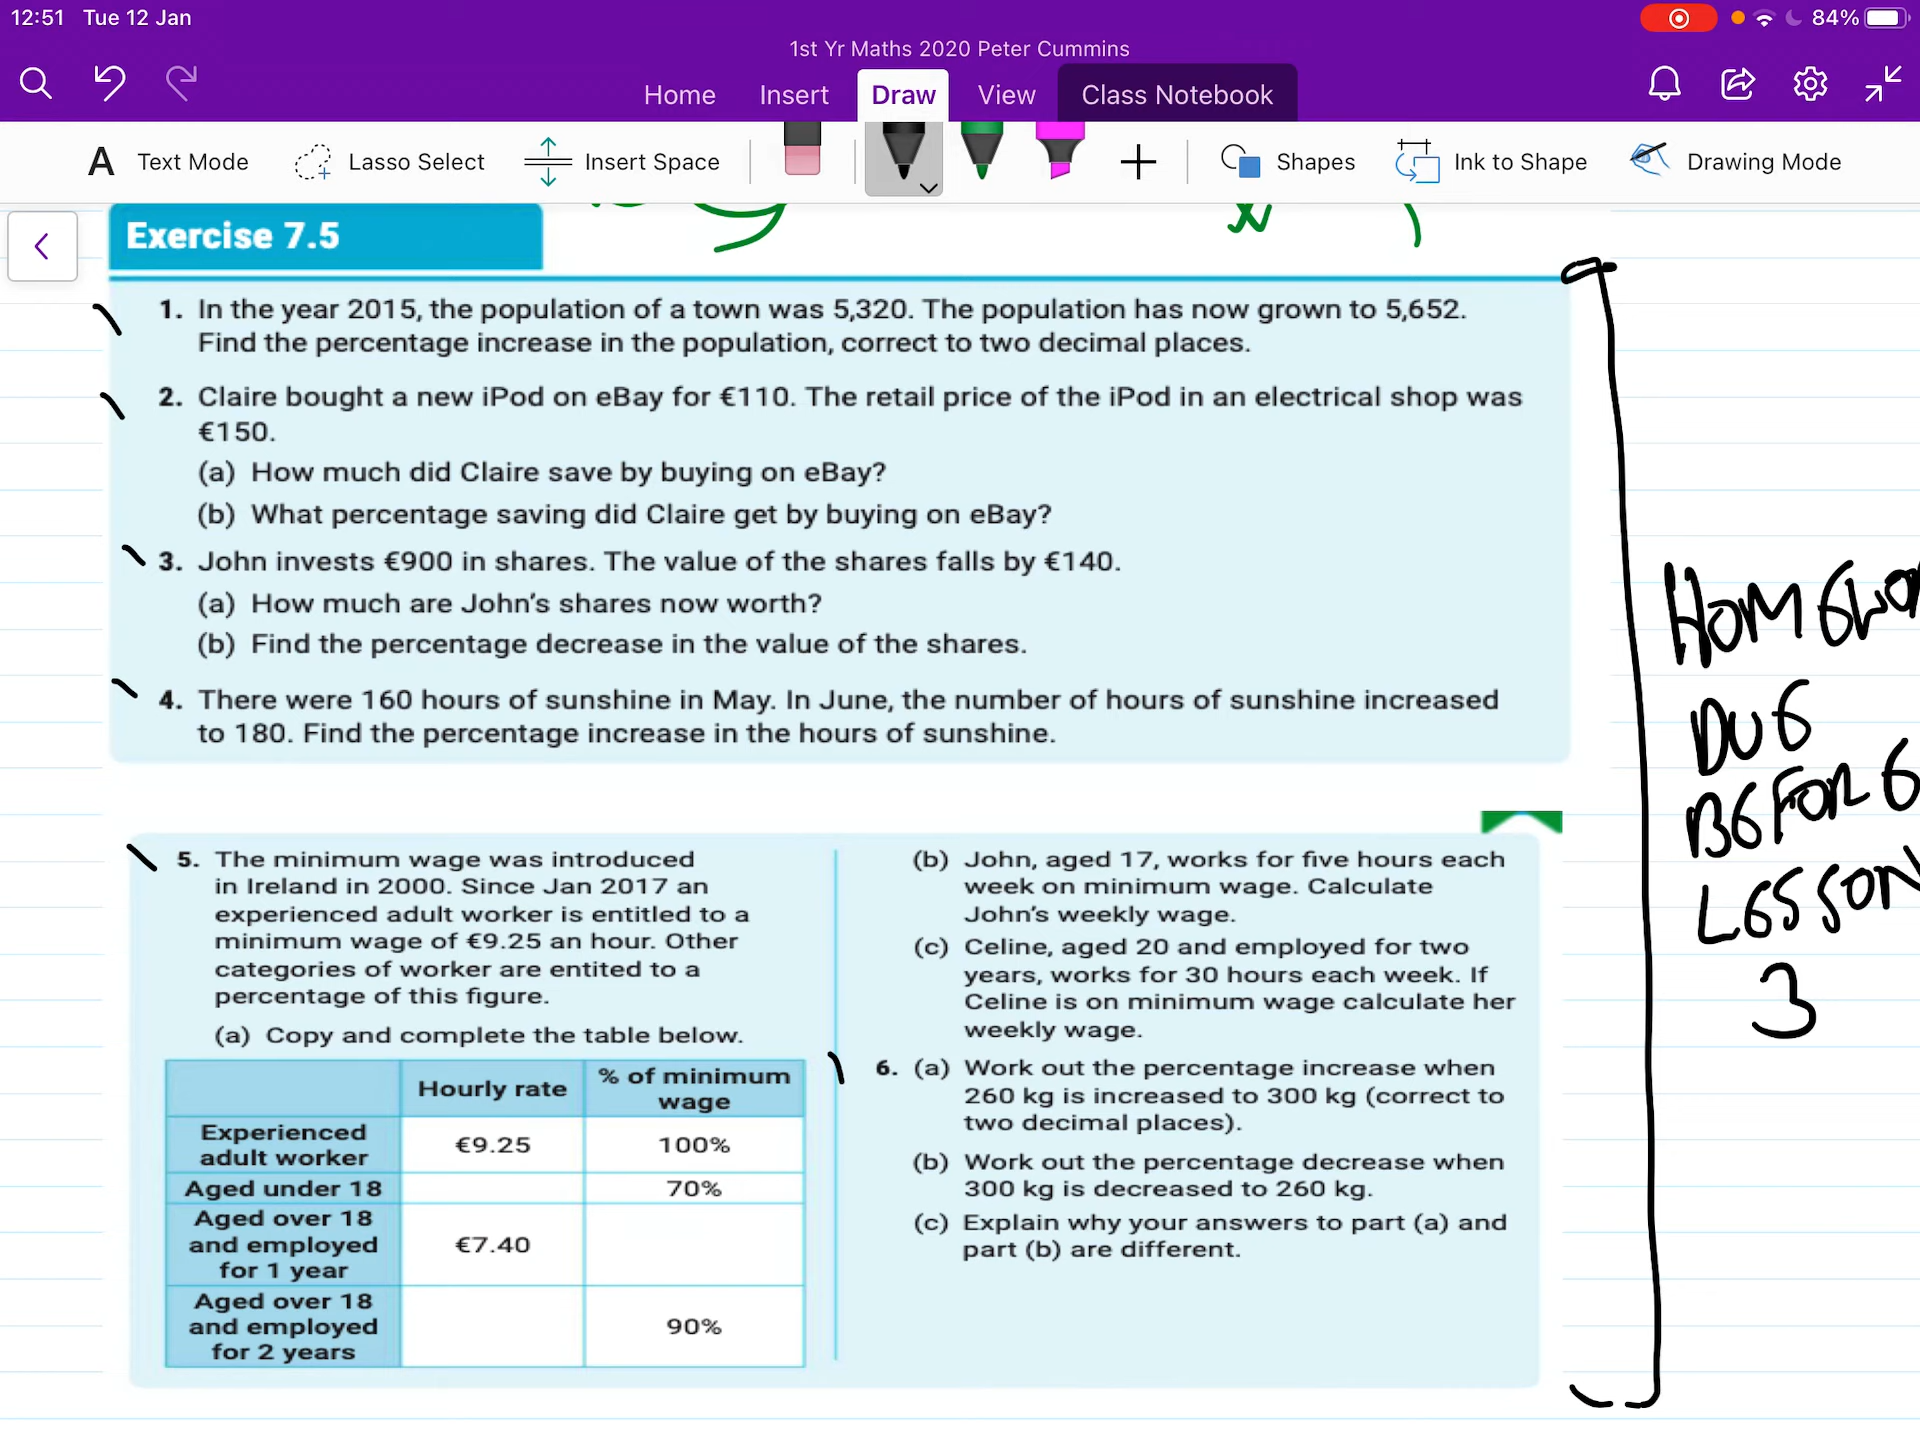 12:51 Tue 12 Jan
84%
1st Yr Maths 2020 Peter Cummins
Home Insert Draw View Class Notebook
A Text Mode Lasso Select Insert Space Shapes Ink to Shape Drawing Mode
Exercise 7.5
1. In the year 2015, the population of a town was 5,320. The population has now grown to 5,652.
Find the percentage increase in the population, correct to two decimal places.
2. Claire bought a new iPod on eBay for €110. The retail price of the iPod in an electrical shop was
€150.
(a) How much did Claire save by buying on eBay?
(b) What percentage saving did Claire get by buying on eBay?
3. John invests €900 in shares. The value of the shares falls by €140.
(a) How much are John's shares now worth?
(b) Find the percentage decrease in the value of the shares.
4. There were 160 hours of sunshine in May. In June, the number of hours of sunshine increased
to 180. Find the percentage increase in the hours of sunshine.
5. The minimum wage was introduced
in Ireland in 2000. Since Jan 2017 an
experienced adult worker is entitled to a
minimum wage of €9.25 an hour. Other
categories of worker are entited to a
percentage of this figure.
(a) Copy and complete the table below.
Hourly rate % of minimum
wage
Experienced
adult worker €9.25 100%
Aged under 18 70%
Aged over 18
and employed
for 1 year €7.40
Aged over 18
and employed
for 2 years 90%
(b) John, aged 17, works for five hours each
week on minimum wage. Calculate
John's weekly wage.
(c) Celine, aged 20 and employed for two
years, works for 30 hours each week. If
Celine is on minimum wage calculate her
weekly wage.
6. (a) Work out the percentage increase when
260 kg is increased to 300 kg (correct to
two decimal places).
(b) Work out the percentage decrease when
300 kg is decreased to 260 kg.
(c) Explain why your answers to part (a) and
part (b) are different.
HOMEWOR
DUE
BEFORE
LESSON
3